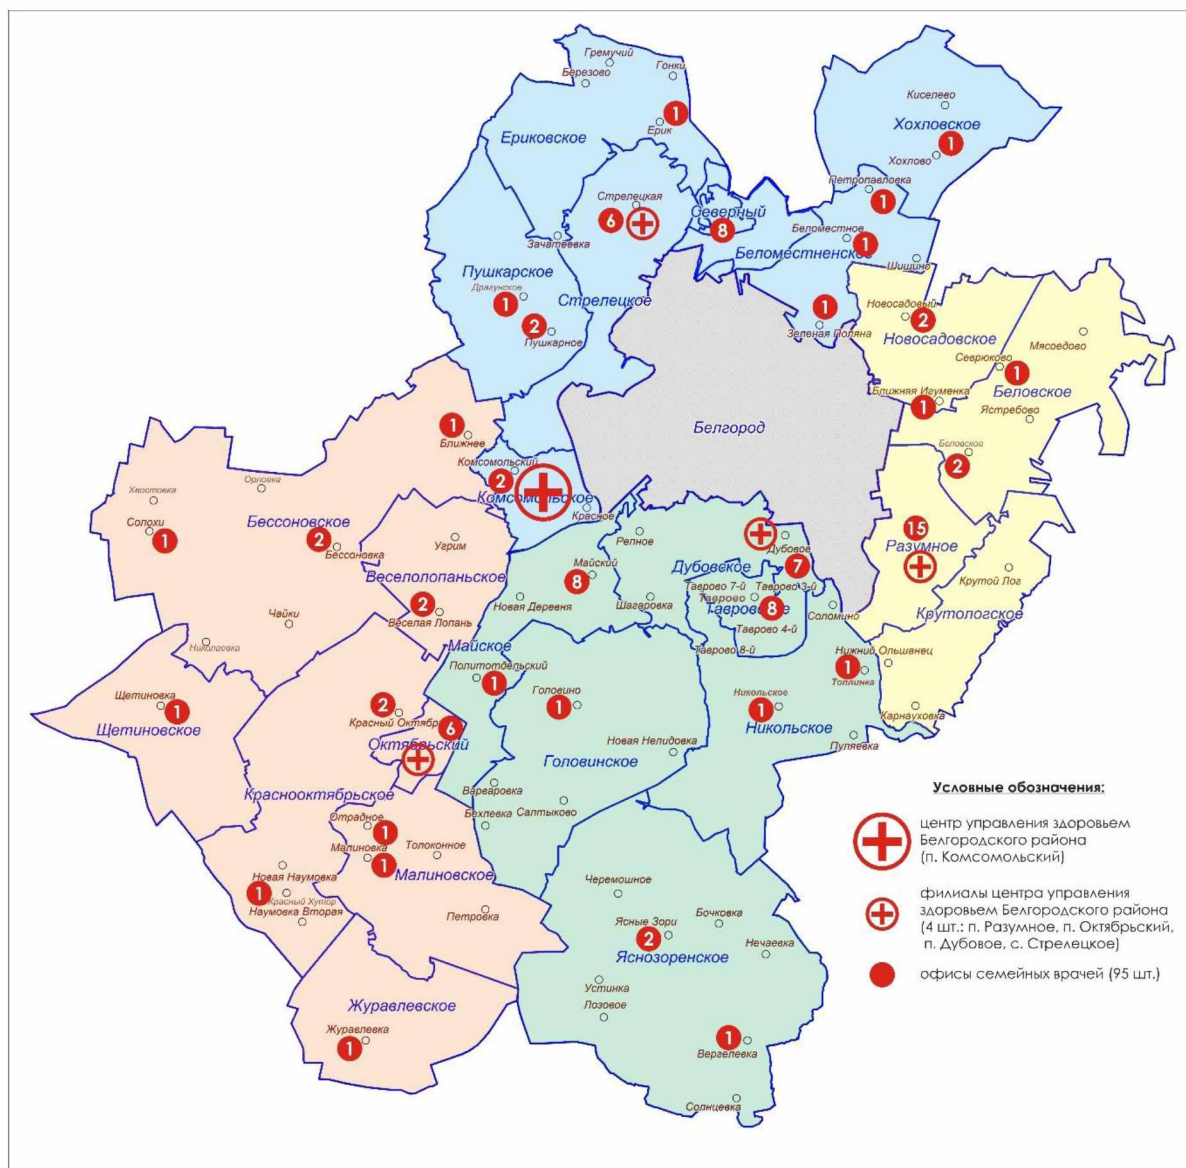 Гремучий
Березово
Гонки
Ерик
1
Ериковское
Киселево
Хохловское
1
Хохлово
Петропавловка
1
Стрелецкая
6
Северный
8
Беломестное
1
Беломестненское
Шишино
Зачатеевка
Пушкарское
Драгунское
1
2
Пушкарное
Стрелецкое
1
Зеленая Поляна
Новосадовый
2
Новосадовское
Мясоедово
Севрюково
1
Беловское
Ближняя Игуменка
1
Ястребово
Беловское
2
Белгород
1
Ближнее
Комсомольский
2
Комсомольское
Красное
Хвостовка
Орловка
Солохи
1
Бессоновское
2
Бессоновка
Угрим
Веселолопаньское
2
Веселая Лопань
Чайки
Николаевка
Репное
Майский
8
Новая Деревня
Шагаровка
Дубовое
7
Дубовское
Таврово 7-й
Таврово 3-й
Таврово
Тавровское
8
Таврово 4-й
Таврово 8-й
Соломино
15
Разумное
Крутой Лог
Крутологское
Майское
Политотдельский
1
Головино
1
Нижний Ольшанец
1
Топлинка
Никольское
1
Никольское
Карнауховка
Пуляевка
Щетиновка
1
Щетиновское
2
Красный Октябрь
6
Октябрьский
Новая Нелидовка
Головинское
Краснооктябрьское
Варваровка
Салтыково
Бехлевка
Отрадное
1
Малиновка
1
Толоконное
Малиновское
Новая Наумовка
1
Красный Хутор
Наумовка Вторая
Петровка
Черемошное
Ясные Зори
2
Бочковка
Яснозоренское
Нечаевка
Устинка
Лозовое
Журавлевское
Журавлевка
1
1
Вергелевка
Солнцевка
Условные обозначения:
центр управления здоровьем
Белгородского района
(п. Комсомольский)
филиалы центра управления
здоровьем Белгородского района
(4 шт.: п. Разумное, п. Октябрьский,
п. Дубовое, с. Стрелецкое)
офисы семейных врачей (95 шт.)